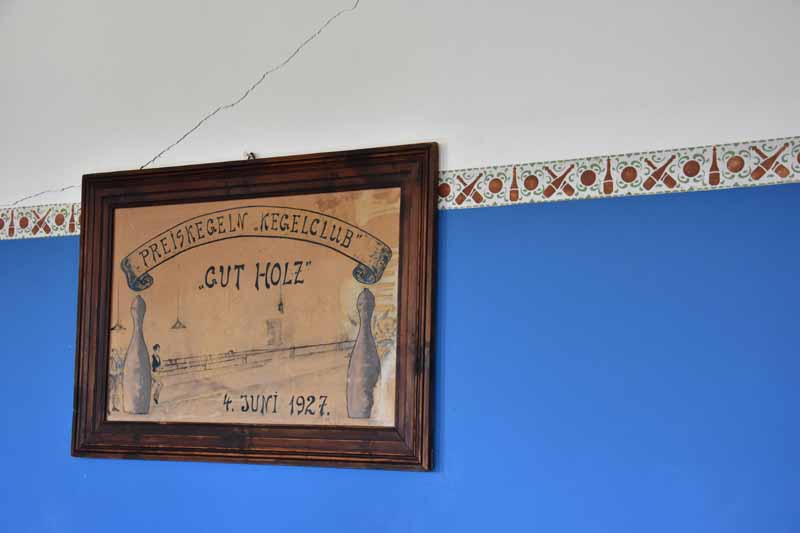 PREISKEGELN „KEGELCLUB"
„GUT HOLZ"
4. JUNI 1927.